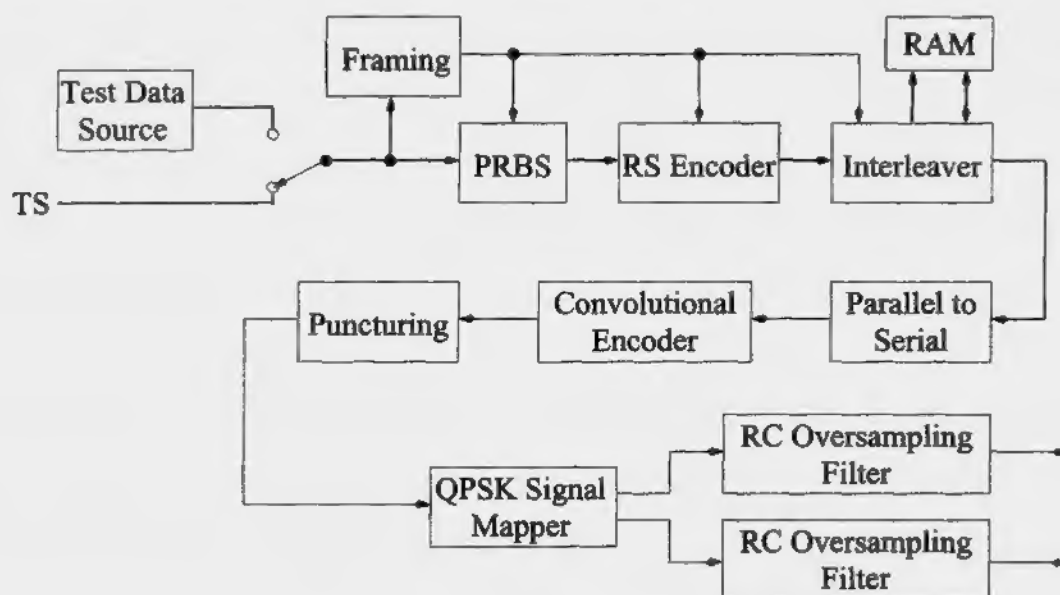 Framing
RAM
Test Data
Source
PRBS
RS Encoder
Interleaver
TS
Puncturing
Convolutional
Encoder
Parallel to
Serial
RC Oversampling
Filter
QPSK Signal
Mapper
RC Oversampling
Filter